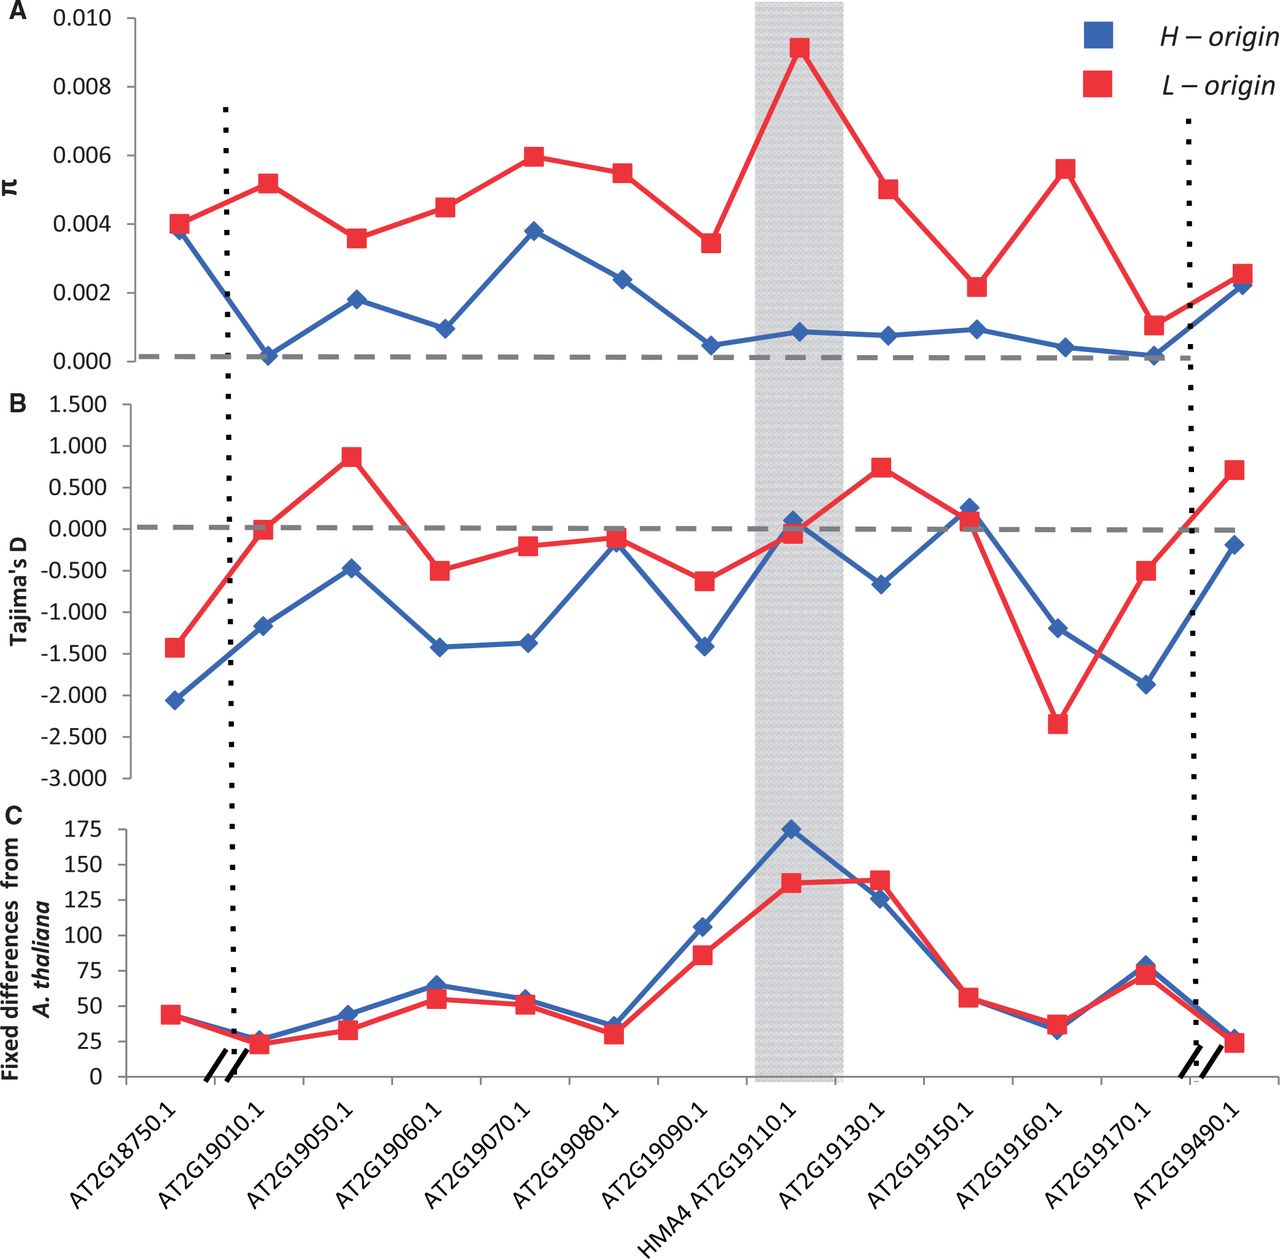 A
0.010
0.008
0.006
0.004
0.002
0.000
π
H – origin
L – origin
B
1.500
1.000
0.500
0.000
-0.500
-1.000
-1.500
-2.000
-2.500
-3.000
Tajima's D
C
175
150
125
100
75
50
25
0
Fixed differences from
A. thaliana
AT2G18750.1
AT2G19010.1
AT2G19050.1
AT2G19060.1
AT2G19070.1
AT2G19080.1
AT2G19090.1
HMA4 AT2G19110.1
AT2G19130.1
AT2G19150.1
AT2G19160.1
AT2G19170.1
AT2G19490.1